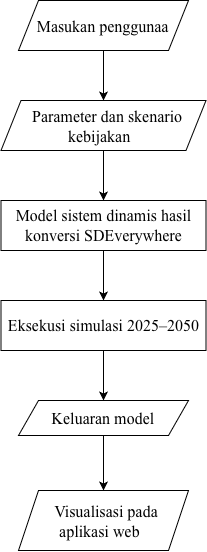 Masukan penggunaa
Parameter dan skenario
kebijakan
Model sistem dinamis hasil
konversi SDEverywhere
Eksekusi simulasi 2025–2050
Keluaran model
Visualisasi pada
aplikasi web